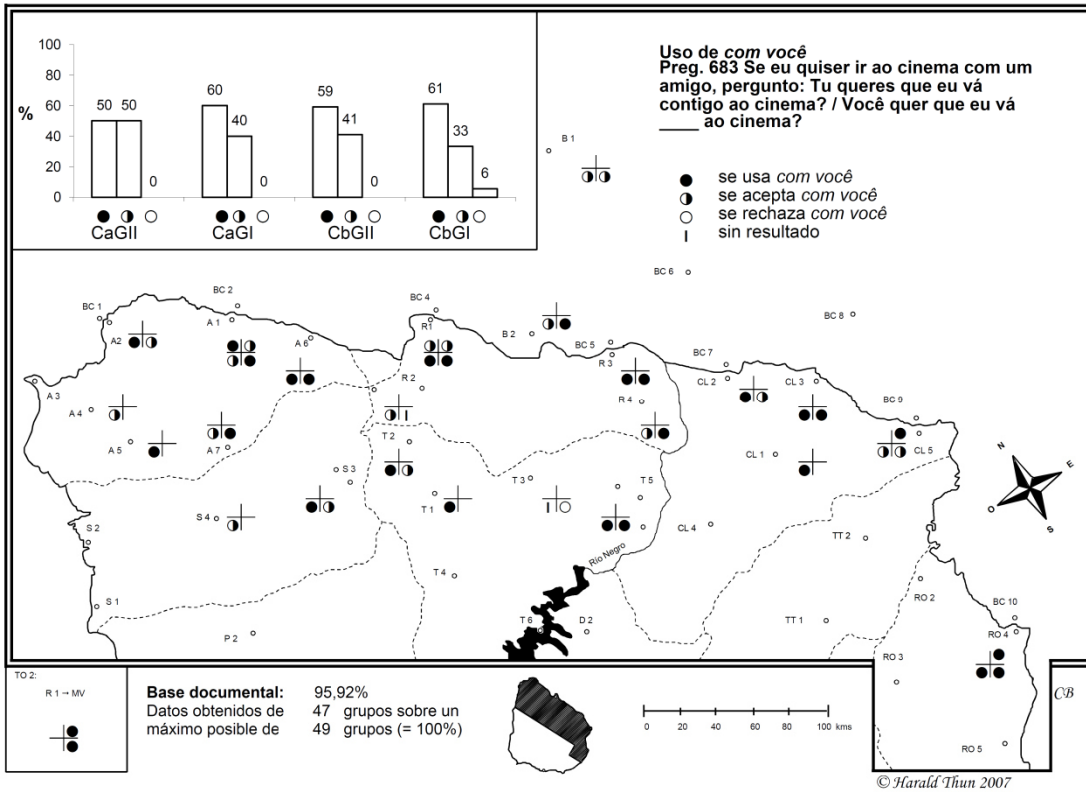 100
80
60
40
20
0
%
50 50
0
60
40
0
59
41
0
61
33
6
CaGII CaGI CbGII CbGI
Uso de com você
Preg. 683 Se eu quiser ir ao cinema com um
amigo, pergunto: Tu queres que eu vá
contigo ao cinema? / Você quer que eu vá
____ ao cinema?
se usa com você
se acepta com você
se rechaza com você
sin resultado
B 1
BC 6
BC 1
BC 2
BC 4
BC 8
A 2
A 1
A 6
R1
B 2
BC 5
R 3
BC 7
CL 2
CL 3
A 3
A 4
R 2
R 4
BC 9
A 5
A 7
T 2
CL 1
CL 5
N
E
O
S
S 3
T 3
T 5
S 2
S 4
T 1
CL 4
TT 2
Río Negro
T 4
RO 2
S 1
P 2
T 6
D 2
TT 1
BC 10
RO 4
RO 3
RO 5
CB
TO 2:
R 1 → MV
Base documental: 95,92%
Datos obtenidos de 47 grupos sobre un
máximo posible de 49 grupos (= 100%)
0 20 40 60 80 100 kms
© Harald Thun 2007